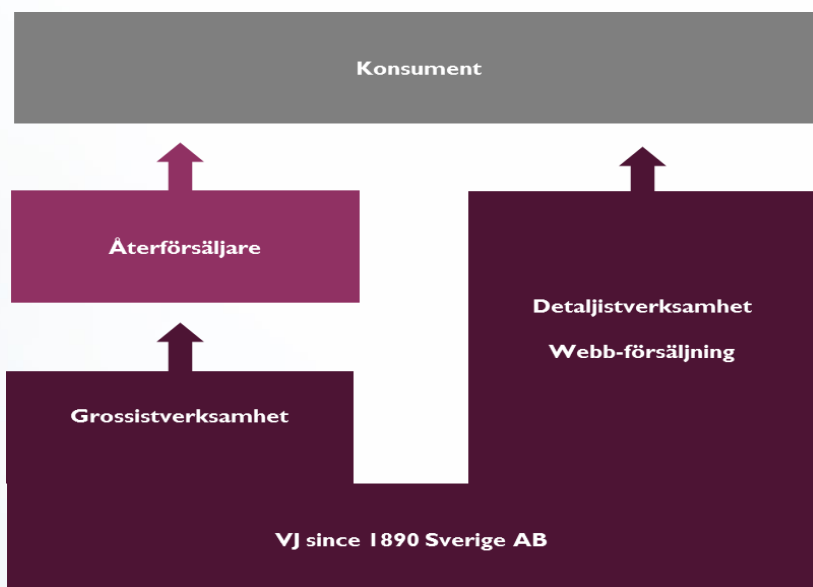 Konsument
Återförsäljare
Detaljistverksamhet
Webb-försäljning
Grossistverksamhet
VJ since 1890 Sverige AB